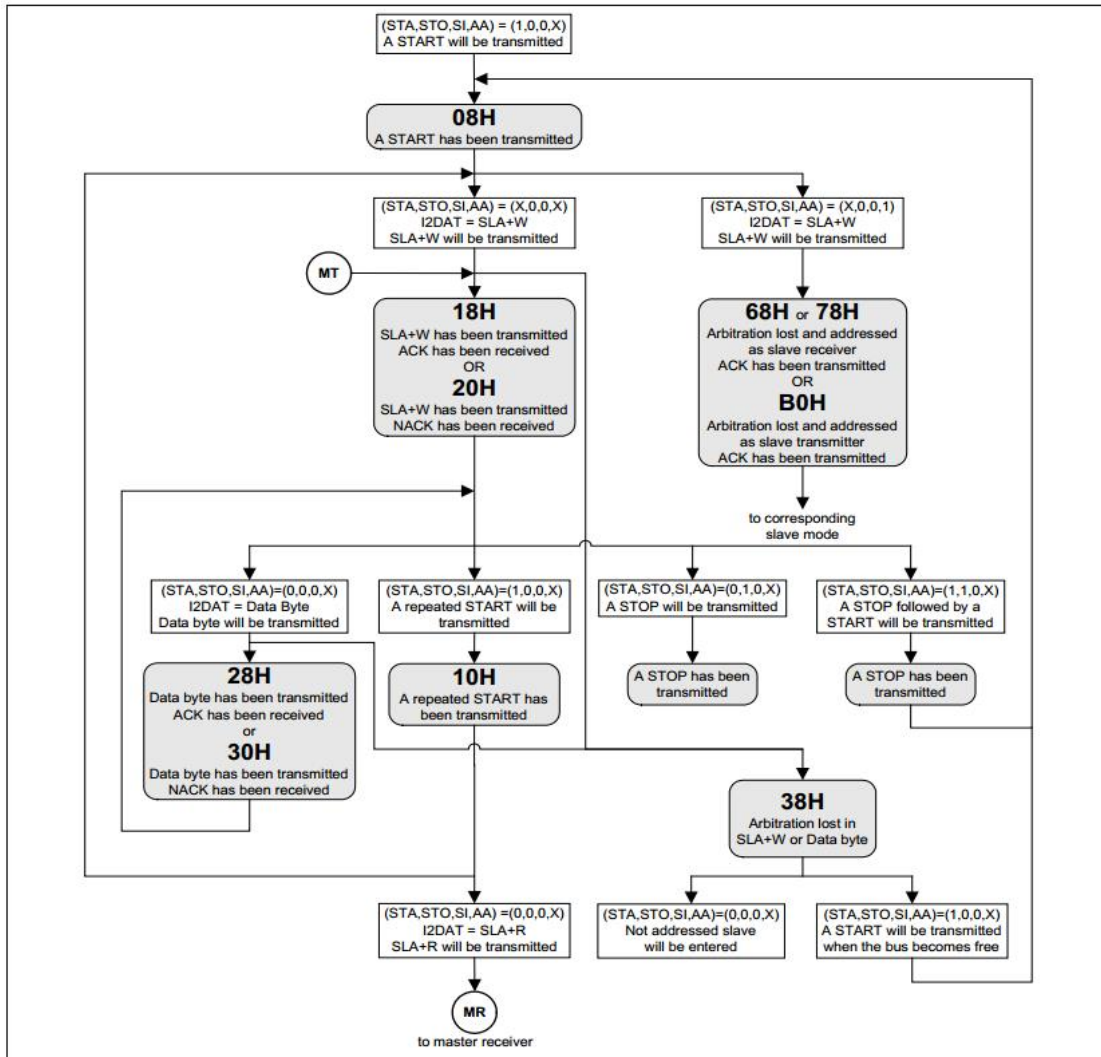 (STA,STO,SI,AA) = (1,0,0,X)
A START will be transmitted
08H
A START has been transmitted
(STA,STO,SI,AA) = (X,0,0,X)
I2DAT = SLA+W
SLA+W will be transmitted
(STA,STO,SI,AA) = (X,0,0,1)
I2DAT = SLA+W
SLA+W will be transmitted
MT
18H
SLA+W has been transmitted
ACK has been received
OR
20H
SLA+W has been transmitted
NACK has been received
68H or 78H
Arbitration lost and addressed
as slave receiver
ACK has been transmitted
OR
B0H
Arbitration lost and addressed
as slave transmitter
ACK has been transmitted
to corresponding
slave mode
(STA,STO,SI,AA)=(0,0,0,X)
I2DAT = Data Byte
Data byte will be transmitted
(STA,STO,SI,AA)=(1,0,0,X)
A repeated START will be
transmitted
(STA,STO,SI,AA)=(0,1,0,X)
A STOP will be transmitted
(STA,STO,SI,AA)=(1,1,0,X)
A STOP followed by a
START will be transmitted
28H
Data byte has been transmitted
ACK has been received
or
30H
Data byte has been transmitted
NACK has been received
10H
A repeated START has
been transmitted
A STOP has been
transmitted
A STOP has been
transmitted
38H
Arbitration lost in
SLA+W or Data byte
(STA,STO,SI,AA) =(0,0,0,X)
I2DAT = SLA+R
SLA+R will be transmitted
(STA,STO,SI,AA)=(0,0,0,X)
Not addressed slave
will be entered
(STA,STO,SI,AA)=(1,0,0,X)
A START will be transmitted
when the bus becomes free
MR
to master receiver